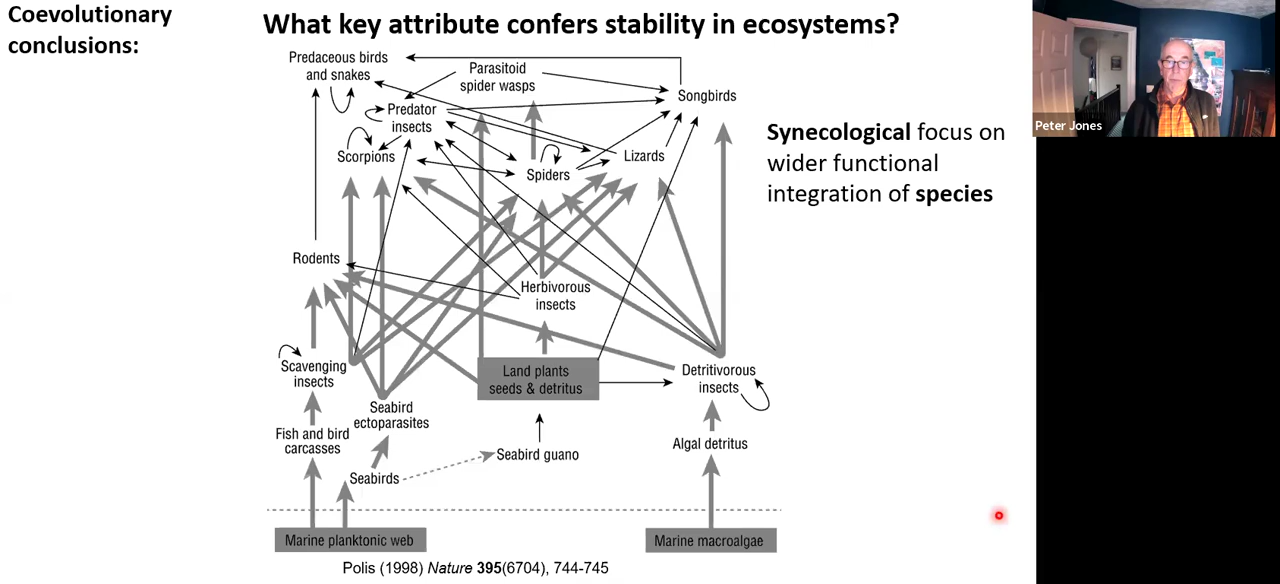 Coevolutionary
conclusions:
What key attribute confers stability in ecosystems?
Predaceous birds
and snakes
Parasitoid
spider wasps
Songbirds
Predator
insects
Scorpions
Spiders
Lizards
Synecological focus on
wider functional
integration of species
Rodents
Herbivorous
insects
Scavenging
insects
Land plants
seeds & detritus
Detritivorous
insects
Seabird
ectoparasites
Fish and bird
carcasses
Algal detritus
Seabird guano
Seabirds
Marine planktonic web
Marine macroalgae
Polis (1998) Nature 395(6704), 744-745
Peter Jones